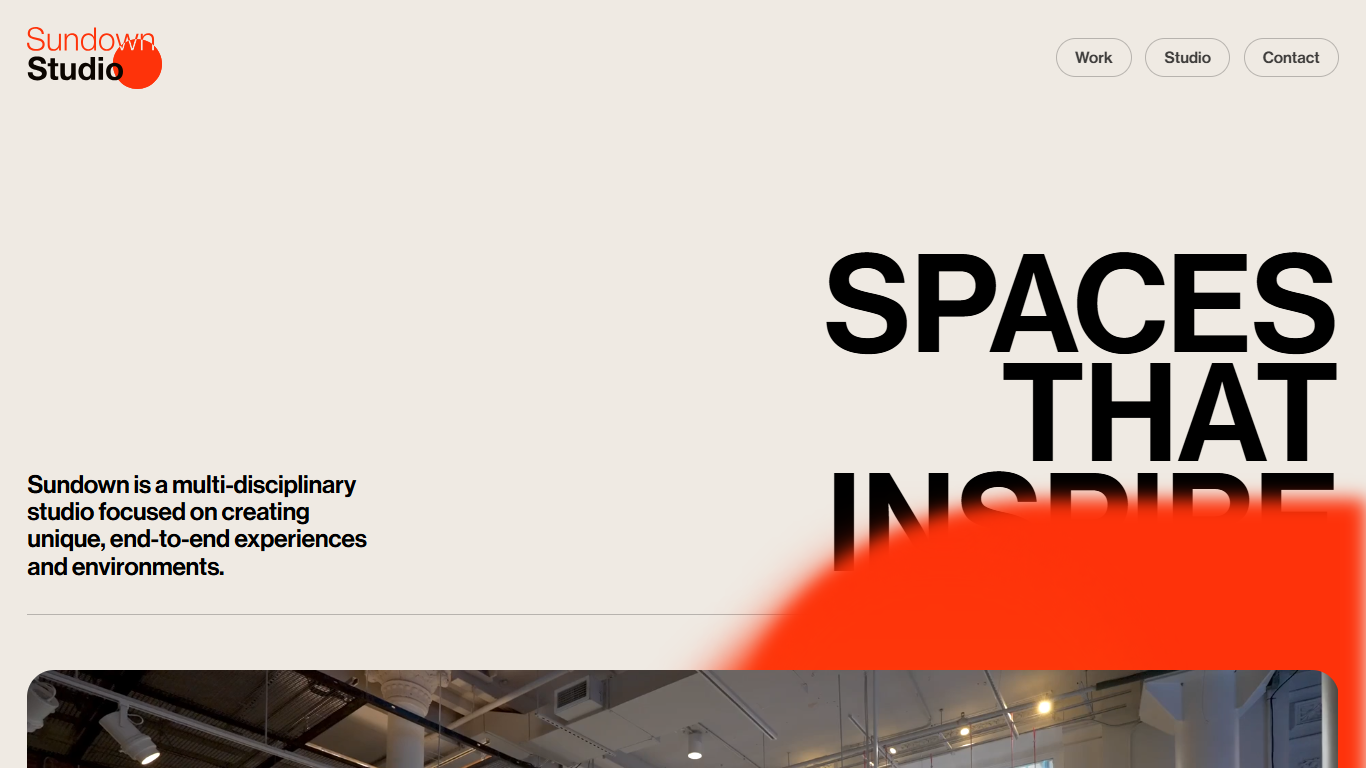 Sundown
Studio
Work
Studio
Contact
SPACES
THAT
INSPIRE
Sundown is a multi-disciplinary
studio focused on creating
unique, end-to-end experiences
and environments.